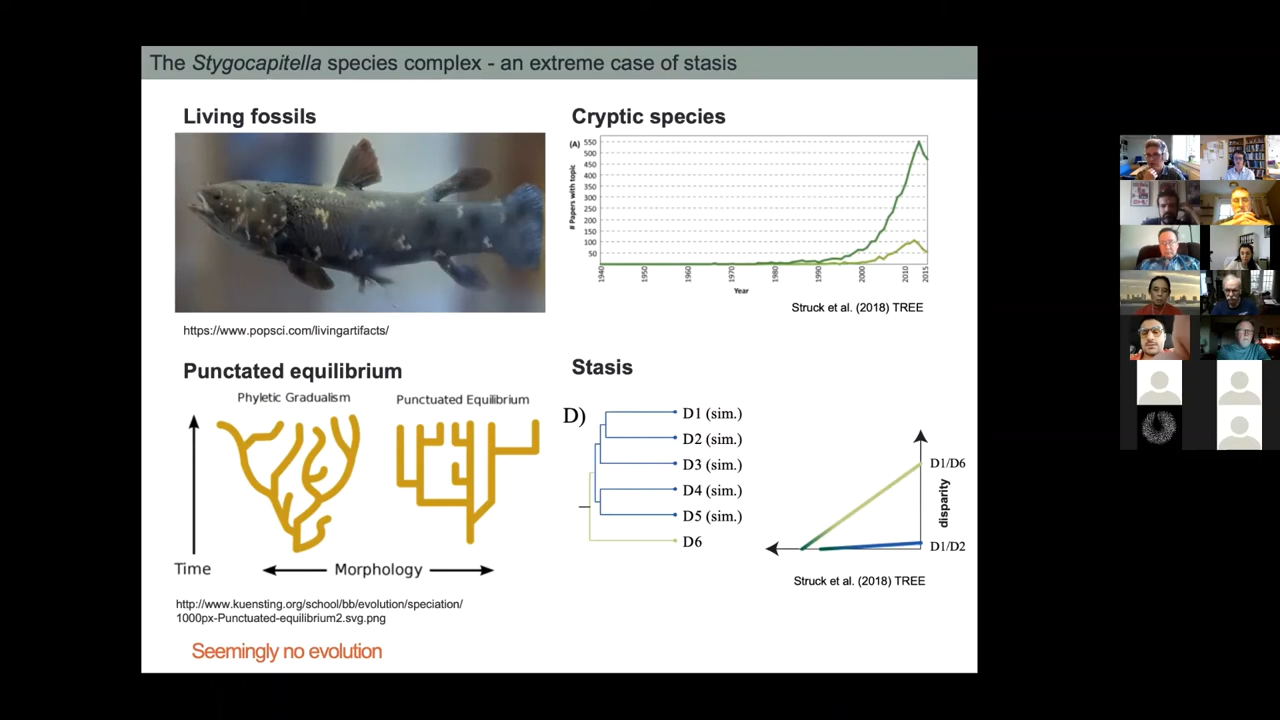 The Stygocapitella species complex - an extreme case of stasis
Living fossils
https://www.popsci.com/livingartifacts/
Cryptic species
(A)
550
500
450
400
350
300
250
200
150
100
50
# Papers with topic
1940
1950
1960
1970
1980
1990
2000
2010
2015
Year
Struck et al. (2018) TREE
Punctated equilibrium
Phyletic Gradualism
Punctuated Equilibrium
Time
Morphology
http://www.kuensting.org/school/bb/evolution/speciation/
1000px-Punctuated-equilibrium2.svg.png
Seemingly no evolution
Stasis
D)
D1 (sim.)
D2 (sim.)
D3 (sim.)
D4 (sim.)
D5 (sim.)
D6
D1/D6
disparity
D1/D2
Struck et al. (2018) TREE